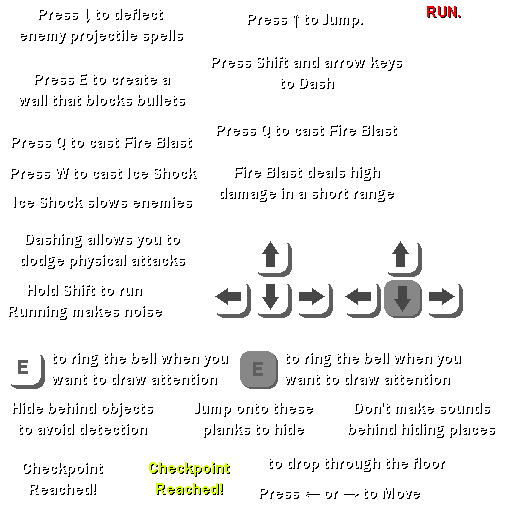 Press ↓ to deflect
enemy projectile spells
Press ↑ to Jump.
RUN.
Press Shift and arrow keys
to Dash
Press E to create a
wall that blocks bullets
Press Q to cast Fire Blast
Press Q to cast Fire Blast
Press W to cast Ice Shock
Ice Shock slows enemies
Fire Blast deals high
damage in a short range
Dashing allows you to
dodge physical attacks
Hold Shift to run
Running makes noise
E
to ring the bell when you
want to draw attention
E
to ring the bell when you
want to draw attention
Hide behind objects
to avoid detection
Jump onto these
planks to hide
Don't make sounds
behind hiding places
Checkpoint
Reached!
Checkpoint
Reached!
to drop through the floor
Press ← or → to Move